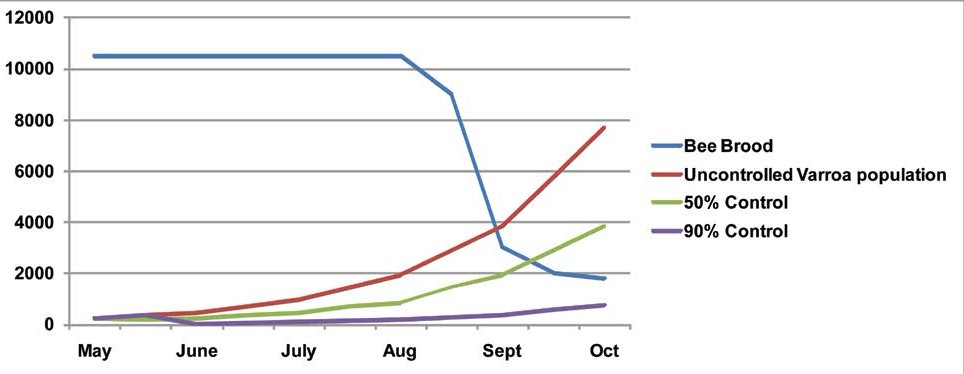 12000
10000
8000
6000
4000
2000
0
May June July Aug Sept Oct
Bee Brood
Uncontrolled Varroa population
50% Control
90% Control